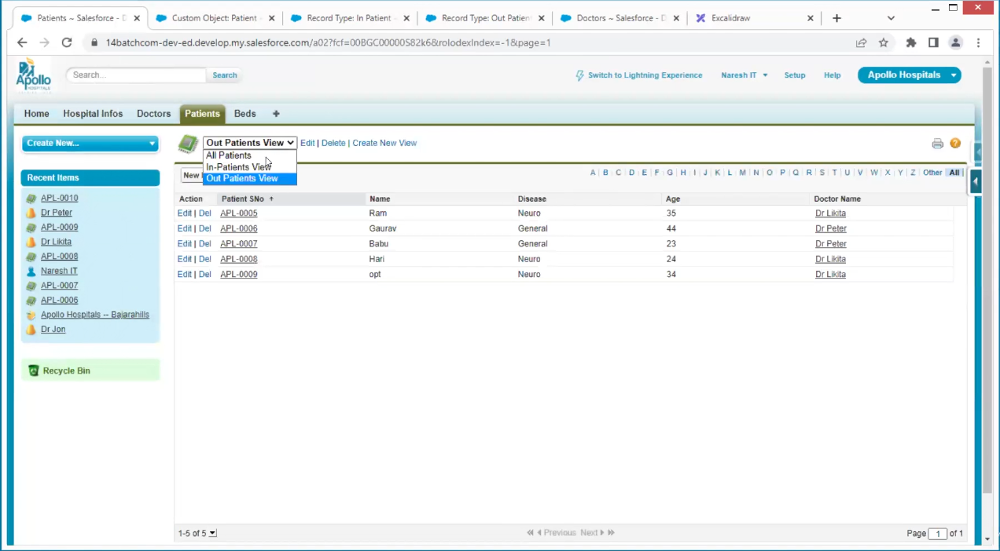 Patients ~ Salesforce - D
Custom Object: Patient
Record Type: In Patient
Record Type: Out Patien
Doctors ~ Salesforce - D
Excalidraw
14batchcom-dev-ed.develop.my.salesforce.com/a02?fcf=00BGC00000S82k6&rolodexIndex=-1&page=1
Apollo
HOSPITALS
Search...
Search
Switch to Lightning Experience
Naresh IT
Setup
Help
Apollo Hospitals
Home
Hospital Infos
Doctors
Patients
Beds
Create New...
Out Patients View
Edit | Delete | Create New View
All Patients
In-Patients View
Out Patients View
New
A | B | C | D | E | F | G | H | I | J | K | L | M | N | O | P | Q | R | S | T | U | V | W | X | Y | Z | Other | All |
Recent Items
APL-0010
Dr Peter
APL-0009
Dr Likita
APL-0008
Naresh IT
APL-0007
APL-0006
Apollo Hospitals -- Bajarahills
Dr Jon
Recycle Bin
Action Patient SNo Name Disease Age Doctor Name
Edit | Del APL-0005 Ram Neuro 35 Dr Likita
Edit | Del APL-0006 Gaurav General 44 Dr Peter
Edit | Del APL-0007 Babu General 23 Dr Peter
Edit | Del APL-0008 Hari Neuro 24 Dr Likita
Edit | Del APL-0009 opt Neuro 34 Dr Likita
1-5 of 5
Previous Next
Page 1 of 1